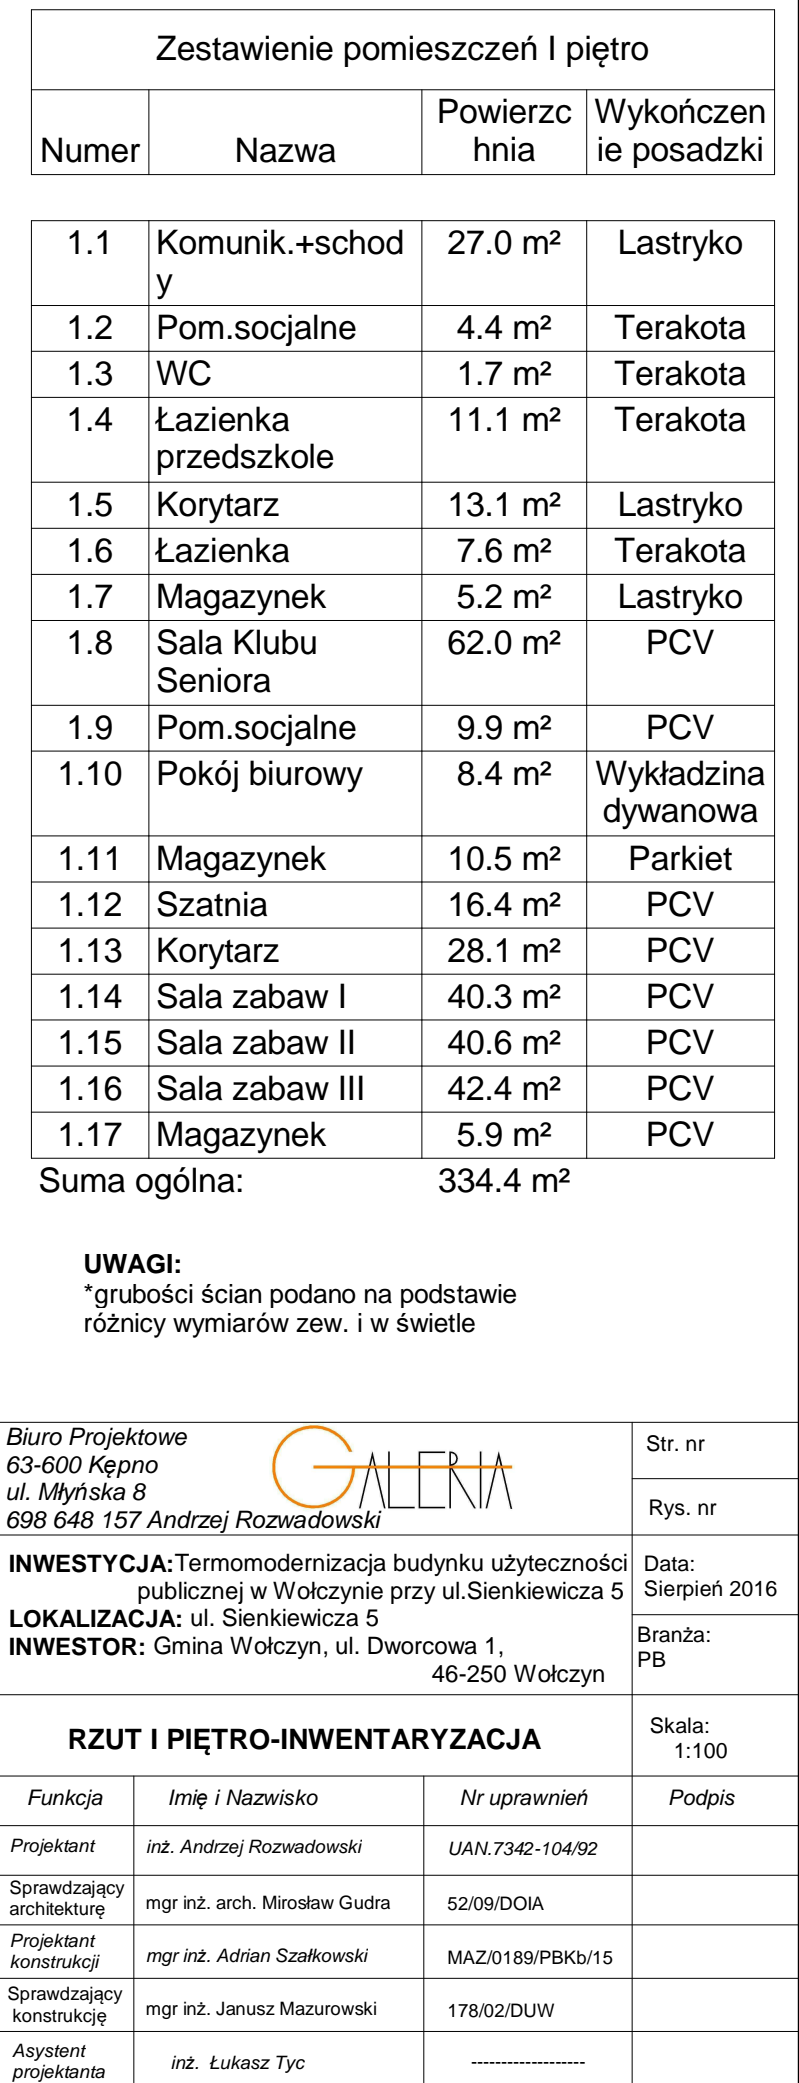 Zestawienie pomieszczeń I piętro
Numer Nazwa Powierzc
hnia Wykończen
ie posadzki
1.1 Komunik.+schod
y 27.0 m² Lastryko
1.2 Pom.socjalne 4.4 m² Terakota
1.3 WC 1.7 m² Terakota
1.4 Łazienka
przedszkole 11.1 m² Terakota
1.5 Korytarz 13.1 m² Lastryko
1.6 Łazienka 7.6 m² Terakota
1.7 Magazynek 5.2 m² Lastryko
1.8 Sala Klubu
Seniora 62.0 m² PCV
1.9 Pom.socjalne 9.9 m² PCV
1.10 Pokój biurowy 8.4 m² Wykładzina
dywanowa
1.11 Magazynek 10.5 m² Parkiet
1.12 Szatnia 16.4 m² PCV
1.13 Korytarz 28.1 m² PCV
1.14 Sala zabaw I 40.3 m² PCV
1.15 Sala zabaw II 40.6 m² PCV
1.16 Sala zabaw III 42.4 m² PCV
1.17 Magazynek 5.9 m² PCV
Suma ogólna: 334.4 m²
UWAGI:
*grubości ścian podano na podstawie
różnicy wymiarów zew. i w świetle
Biuro Projektowe
63-600 Kępno
ul. Młyńska 8
698 648 157 Andrzej Rozwadowski
GALERIA
Str. nr
Rys. nr
INWESTYCJA:Termomodernizacja budynku użyteczności
publicznej w Wołczynie przy ul.Sienkiewicza 5
LOKALIZACJA: ul. Sienkiewicza 5
INWESTOR: Gmina Wołczyn, ul. Dworcowa 1,
46-250 Wołczyn
Data:
Sierpień 2016
Branża:
PB
RZUT I PIĘTRO-INWENTARYZACJA
Skala:
1:100
Funkcja Imię i Nazwisko Nr uprawnień Podpis
Projektant inż. Andrzej Rozwadowski UAN.7342-104/92
Sprawdzający
architekturę mgr inż. arch. Mirosław Gudra 52/09/DOIA
Projektant
konstrukcji mgr inż. Adrian Szałkowski MAZ/0189/PBKb/15
Sprawdzający
konstrukcję mgr inż. Janusz Mazurowski 178/02/DUW
Asystent
projektanta inż. Łukasz Tyc -------------------